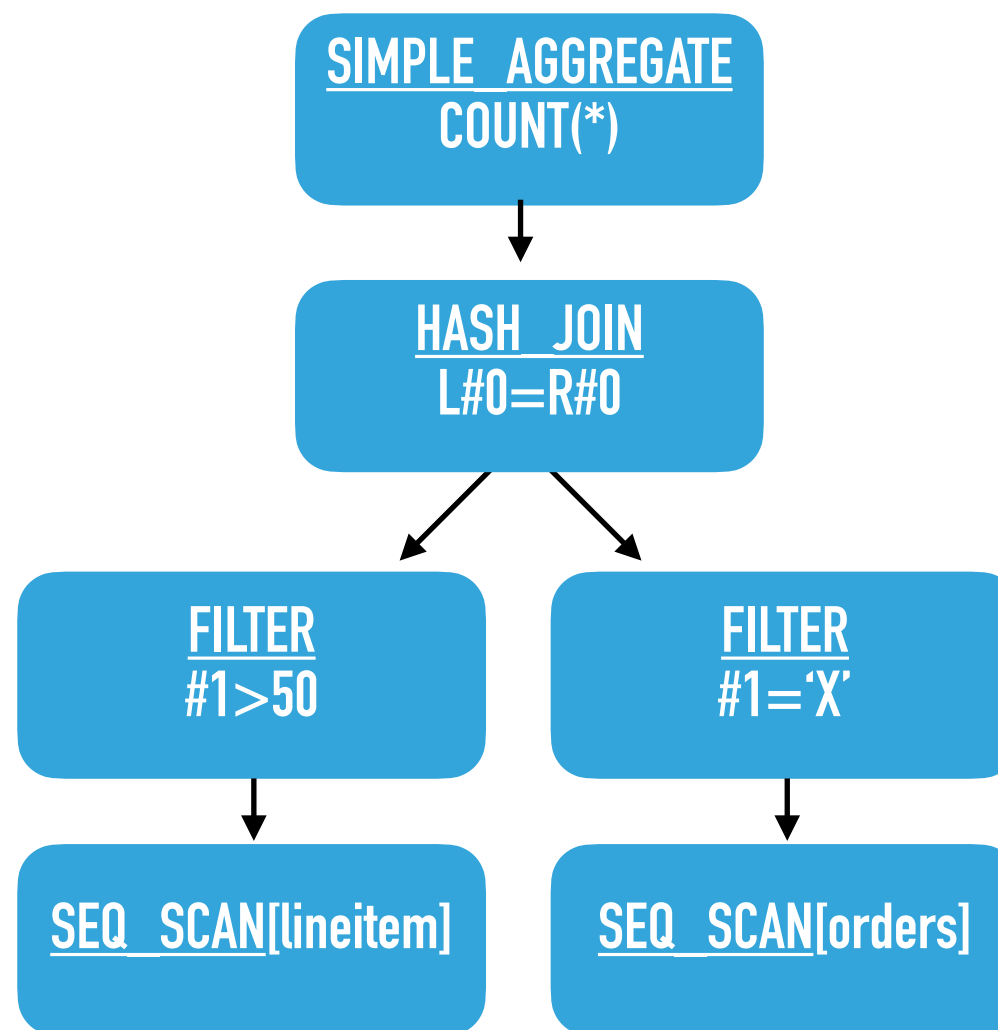 SIMPLE_AGGREGATE
COUNT(*)
HASH_JOIN
L#0=R#0
FILTER
#1>50
FILTER
#1=‘X’
SEQ_SCAN[lineitem]
SEQ_SCAN[orders]